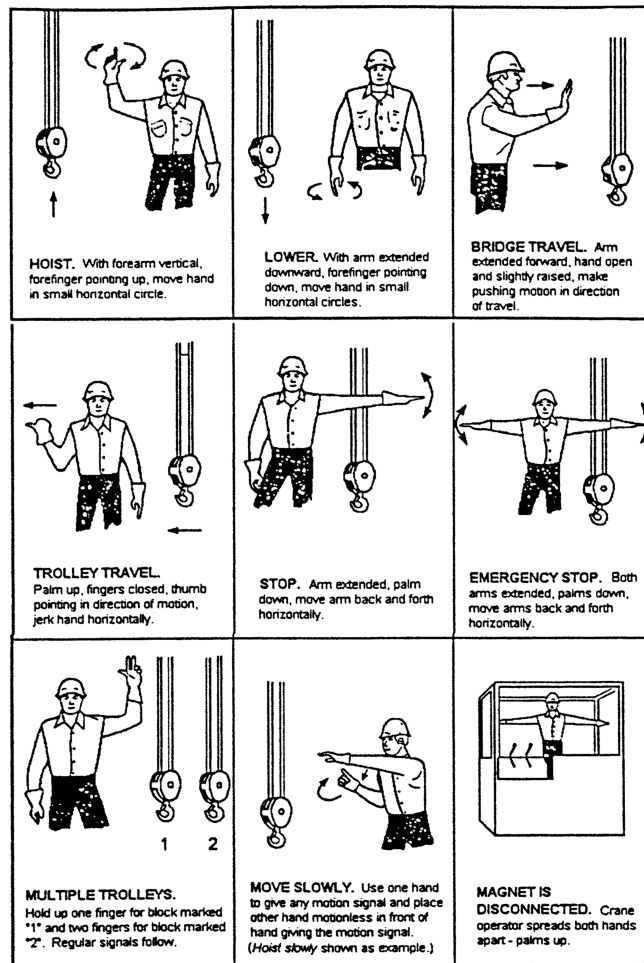 HOIST. With forearm vertical,
forefinger pointing up, move hand
in small horizontal circle.
LOWER. With arm extended
downward, forefinger pointing
down, move hand in small
horizontal circles.
BRIDGE TRAVEL. Arm
extended forward, hand open
and slightly raised, make
pushing motion in direction
of travel.
TROLLEY TRAVEL.
Palm up, fingers closed, thumb
pointing in direction of motion,
jerk hand horizontally.
STOP. Arm extended, palm
down, move arm back and forth
horizontally.
EMERGENCY STOP. Both
arms extended, palms down,
move arms back and forth
horizontally.
1 2
MULTIPLE TROLLEYS.
Hold up one finger for block marked
"1" and two fingers for block marked
"2". Regular signals follow.
MOVE SLOWLY. Use one hand
to give any motion signal and place
other hand motionless in front of
hand giving the motion signal.
(Hoist slowly shown as example.)
MAGNET IS
DISCONNECTED. Crane
operator spreads both hands
apart - palms up.